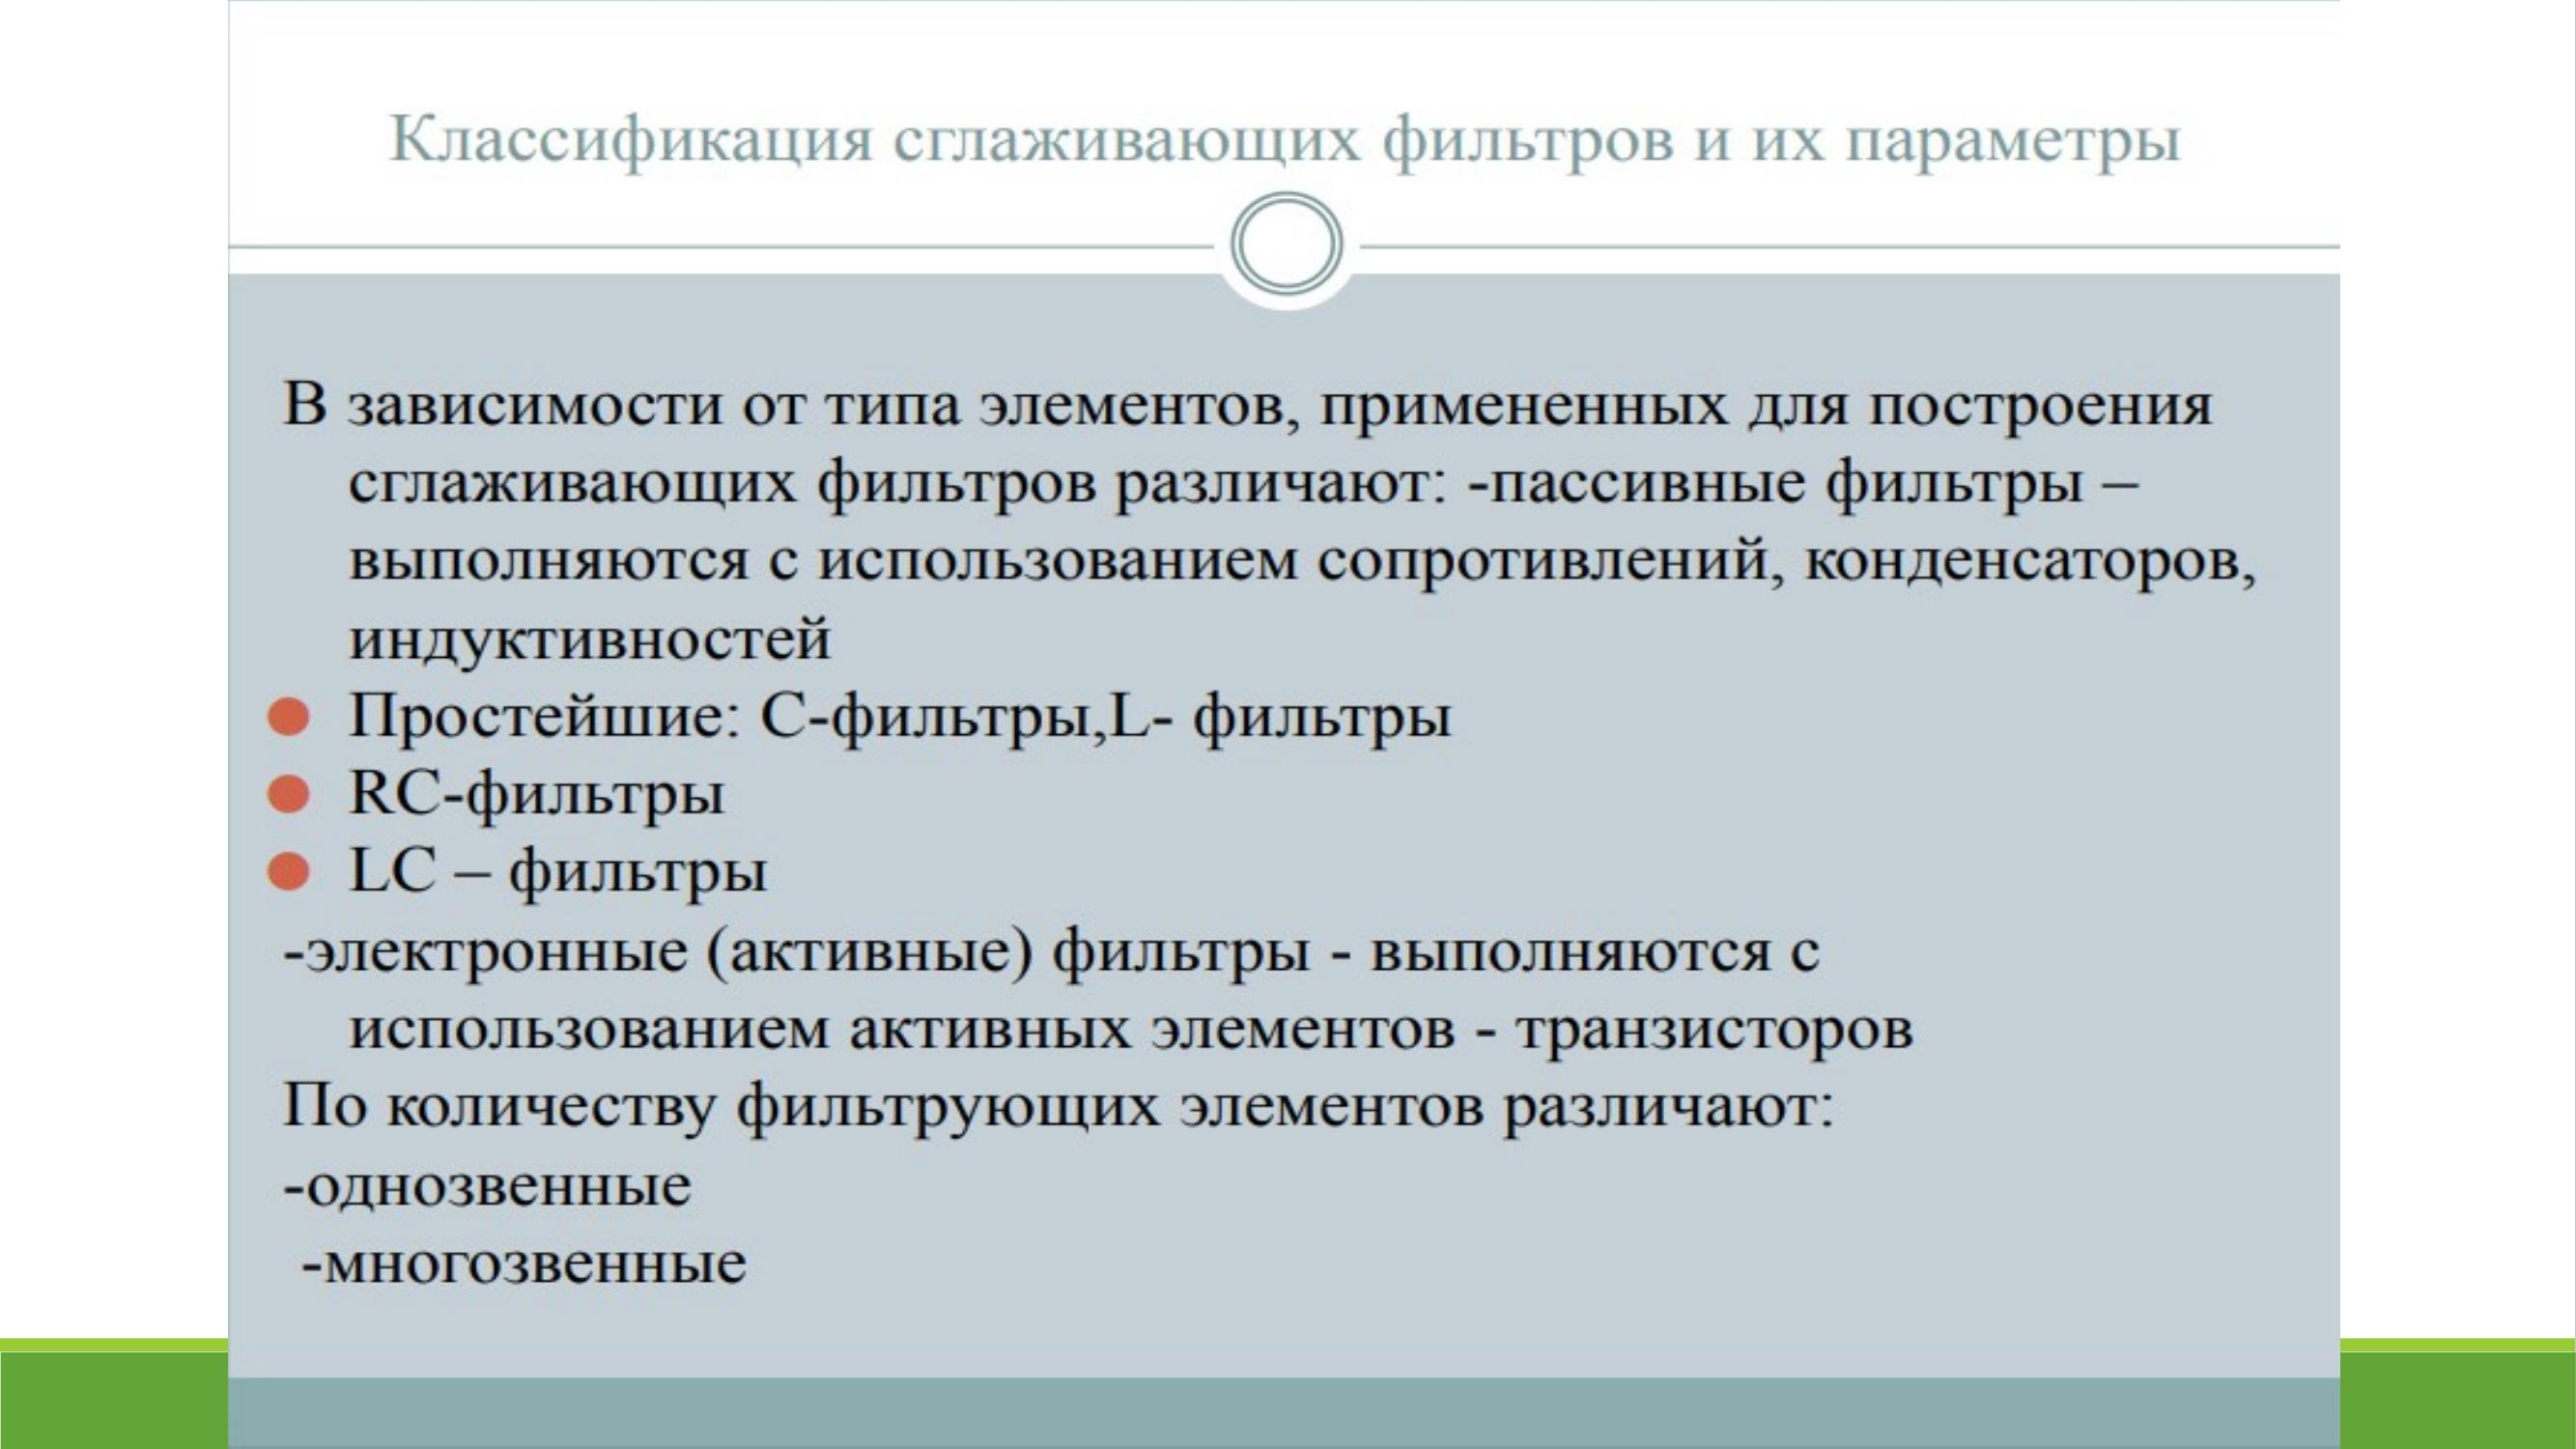 Классификация сглаживающих фильтров и их параметры
В зависимости от типа элементов, примененных для построения
сглаживающих фильтров различают: -пассивные фильтры –
выполняются с использованием сопротивлений, конденсаторов,
индуктивностей
Простейшие: С-фильтры,L- фильтры
RC-фильтры
LC – фильтры
-электронные (активные) фильтры - выполняются с
использованием активных элементов - транзисторов
По количеству фильтрующих элементов различают:
-однозвенные
-многозвенные